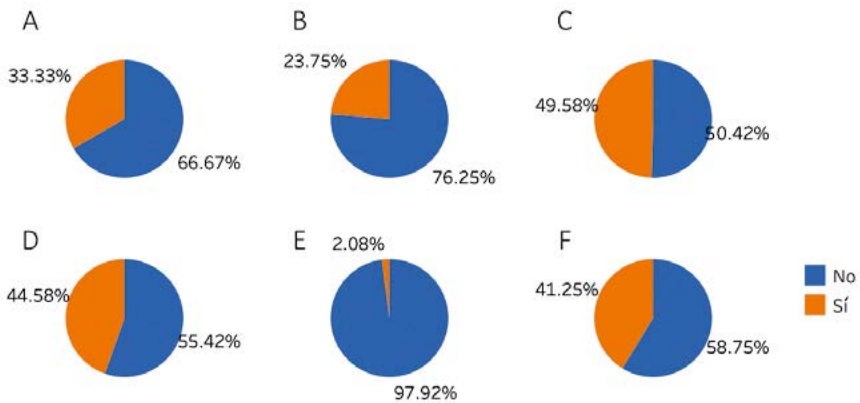 A
33.33%
66.67%
B
23.75%
76.25%
C
49.58%
50.42%
D
44.58%
55.42%
E
2.08%
97.92%
F
41.25%
58.75%
No
Sí